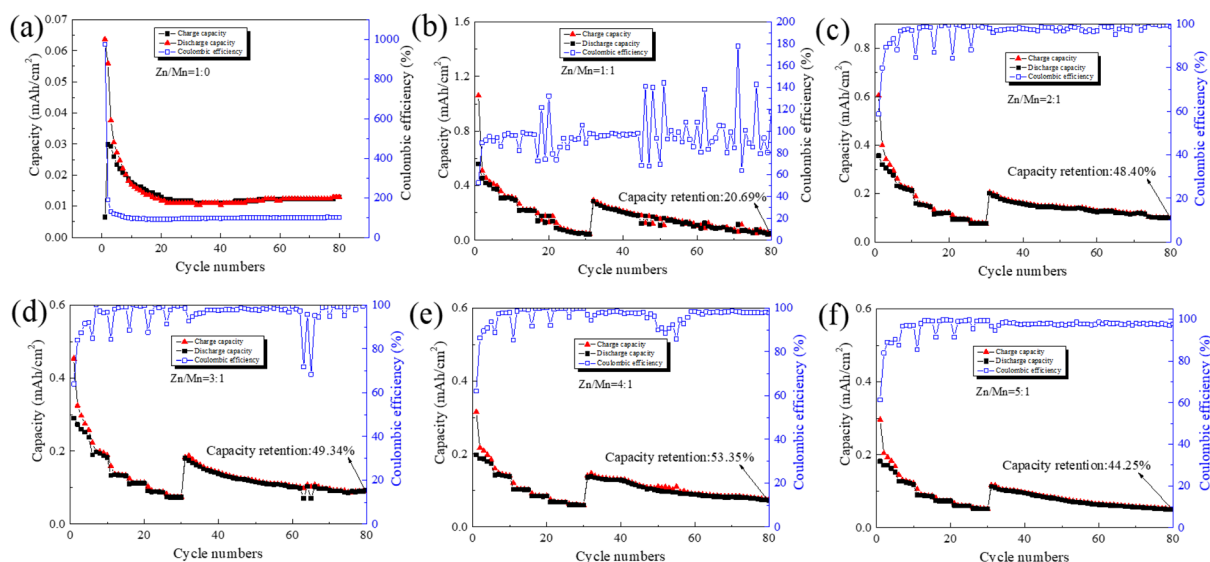 (a)
Charge capacity
Discharge capacity
Coulombic efficiency
Zn/Mn=1:0
Capacity (mAh/cm²)
0.07
0.06
0.05
0.04
0.03
0.02
0.01
0.00
0 20 40 60 80
Cycle numbers
1000
800
600
400
200
0
Coulombic efficiency (%)
(b)
Charge capacity
Discharge capacity
Coulombic efficiency
Zn/Mn=1:1
Capacity retention:20.69%
Capacity (mAh/cm²)
1.6
1.2
0.8
0.4
0.0
0 20 40 60 80
Cycle numbers
200
180
160
140
120
100
80
60
40
20
0
Coulombic efficiency (%)
(c)
Charge capacity
Discharge capacity
Coulombic efficiency
Zn/Mn=2:1
Capacity retention:48.40%
Capacity (mAh/cm²)
0.8
0.6
0.4
0.2
0.0
0 20 40 60 80
Cycle numbers
100
80
60
40
20
0
Coulombic efficiency (%)
(d)
Charge capacity
Discharge capacity
Coulombic efficiency
Zn/Mn=3:1
Capacity retention:49.34%
Capacity (mAh/cm²)
0.6
0.4
0.2
0.0
0 20 40 60 80
Cycle numbers
100
80
60
40
20
0
Coulombic efficiency (%)
(e)
Charge capacity
Discharge capacity
Coulombic efficiency
Zn/Mn=4:1
Capacity retention:53.35%
Capacity (mAh/cm²)
0.6
0.4
0.2
0.0
0 20 40 60 80
Cycle numbers
100
80
60
40
20
0
Coulombic efficiency (%)
(f)
Charge capacity
Discharge capacity
Coulombic efficiency
Zn/Mn=5:1
Capacity retention:44.25%
Capacity (mAh/cm²)
0.6
0.4
0.2
0.0
0 20 40 60 80
Cycle numbers
100
80
60
40
20
0
Coulombic efficiency (%)